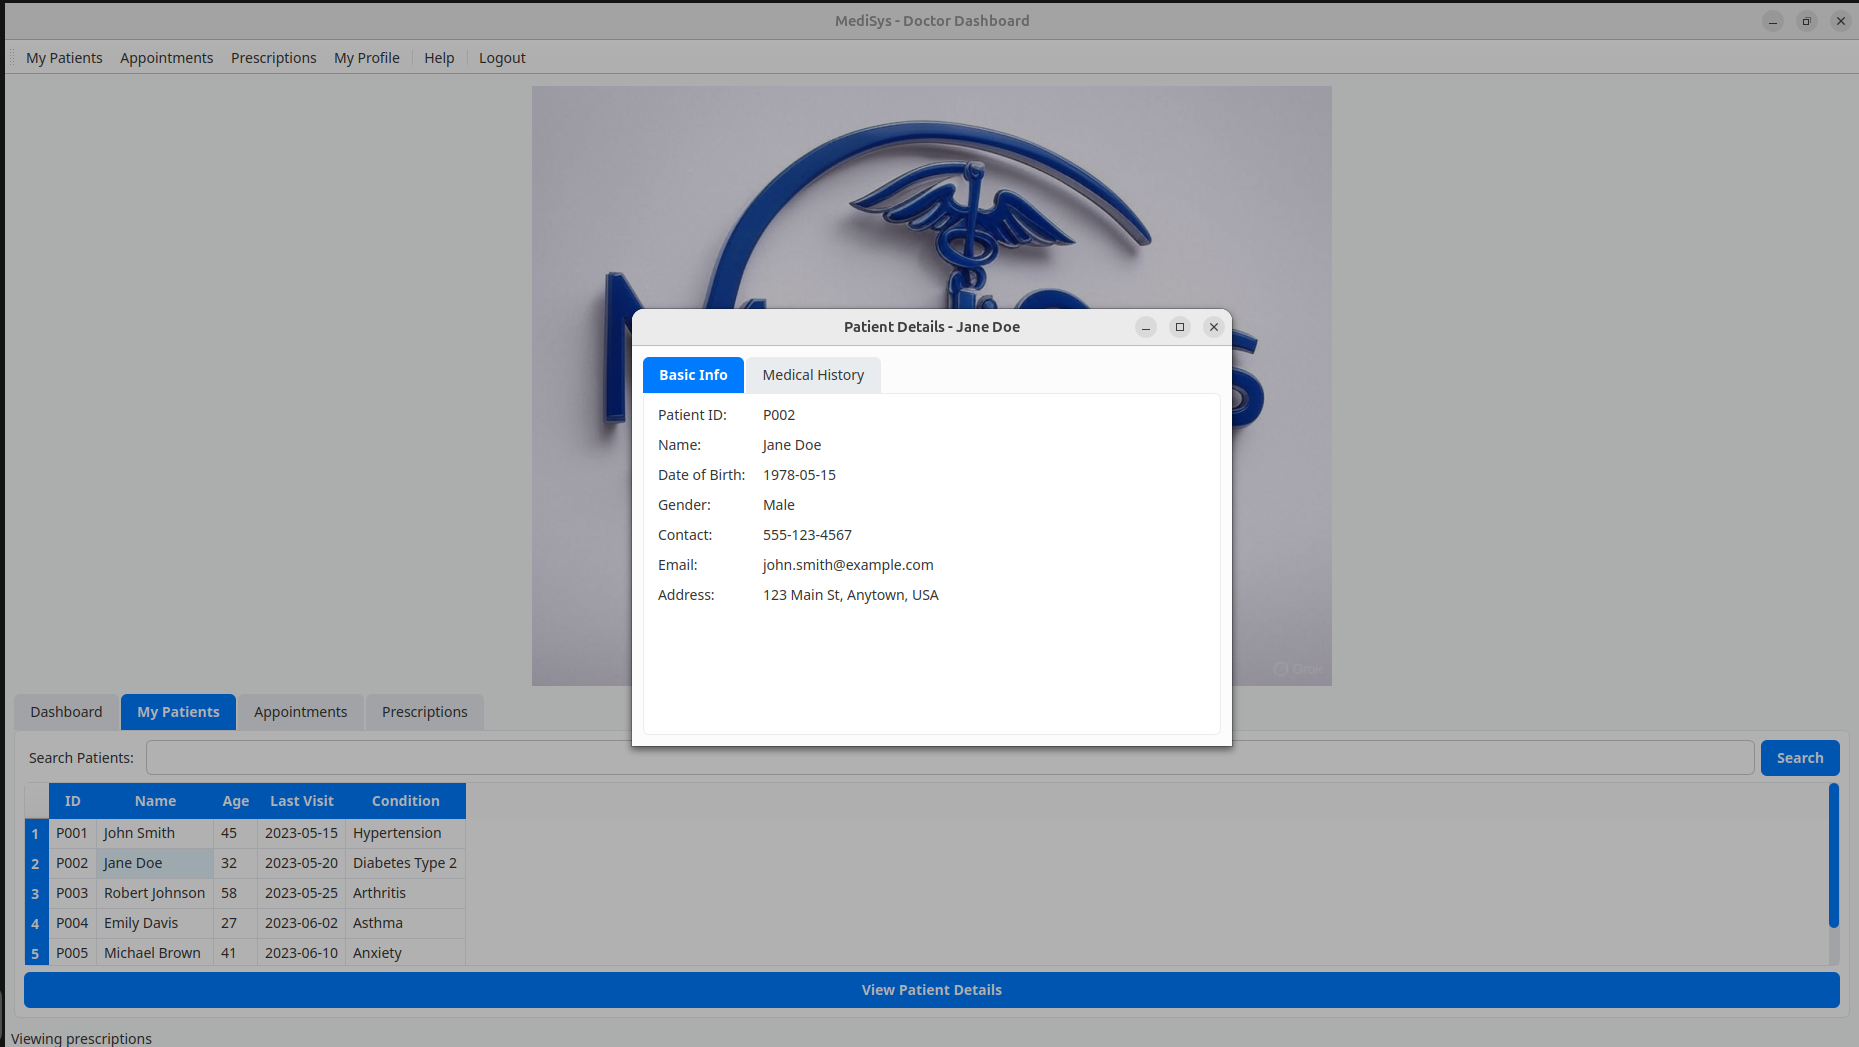 MediSys - Doctor Dashboard
My Patients Appointments Prescriptions My Profile Help Logout
Patient Details - Jane Doe
Basic Info Medical History
Patient ID: P002
Name: Jane Doe
Date of Birth: 1978-05-15
Gender: Male
Contact: 555-123-4567
Email: john.smith@example.com
Address: 123 Main St, Anytown, USA
Dashboard My Patients Appointments Prescriptions
Search Patients: Search
ID Name Age Last Visit Condition
1 P001 John Smith 45 2023-05-15 Hypertension
2 P002 Jane Doe 32 2023-05-20 Diabetes Type 2
3 P003 Robert Johnson 58 2023-05-25 Arthritis
4 P004 Emily Davis 27 2023-06-02 Asthma
5 P005 Michael Brown 41 2023-06-10 Anxiety
View Patient Details
Viewing prescriptions